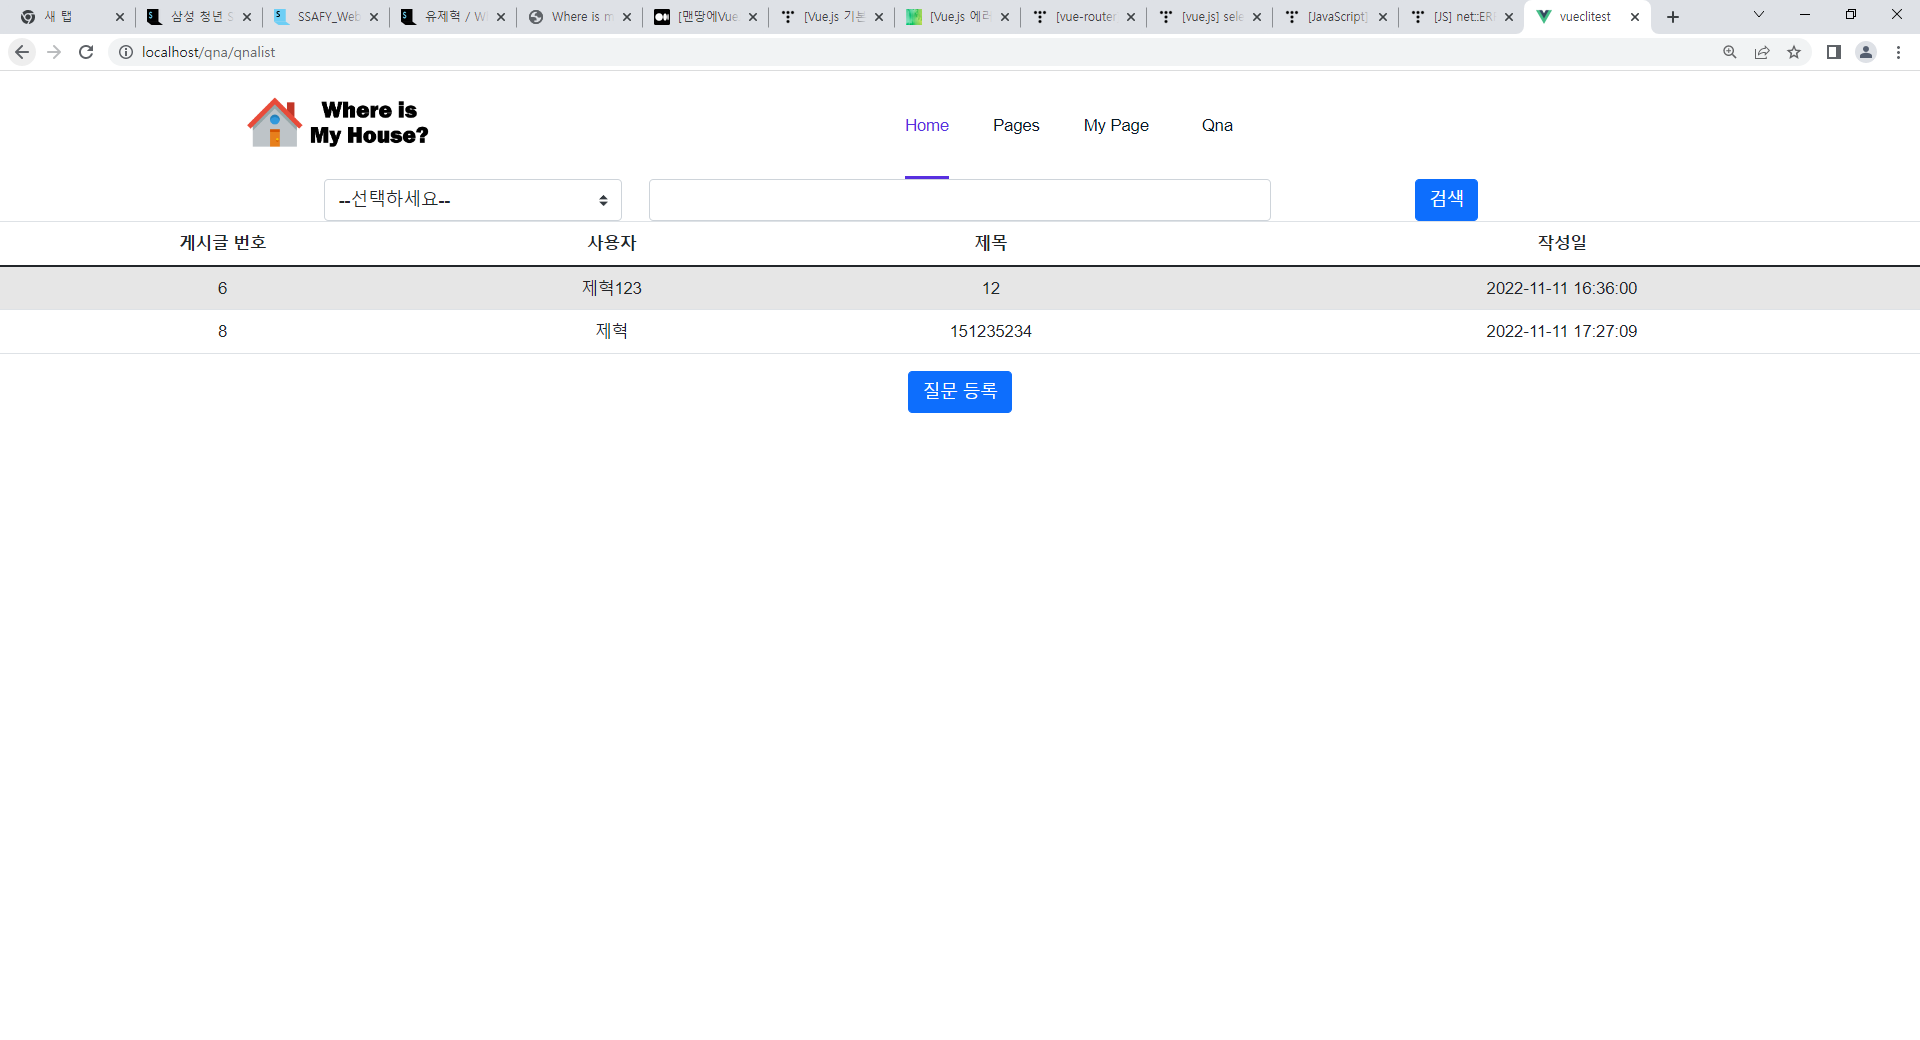 새 탭
삼성 청년 S
SSAFY_Web
유제혁 / W
Where is m
[맨땅에Vue
[Vue.js 기본
[Vue.js 에러
[vue-router
[vue.js] sele
[JavaScript]
[JS] net::ERR
vueclitest
localhost/qna/qnalist
Where is
My House?
Home Pages My Page Qna
--선택하세요-- 검색
게시글 번호 사용자 제목 작성일
6 제혁123 12 2022-11-11 16:36:00
8 제혁 151235234 2022-11-11 17:27:09
질문 등록